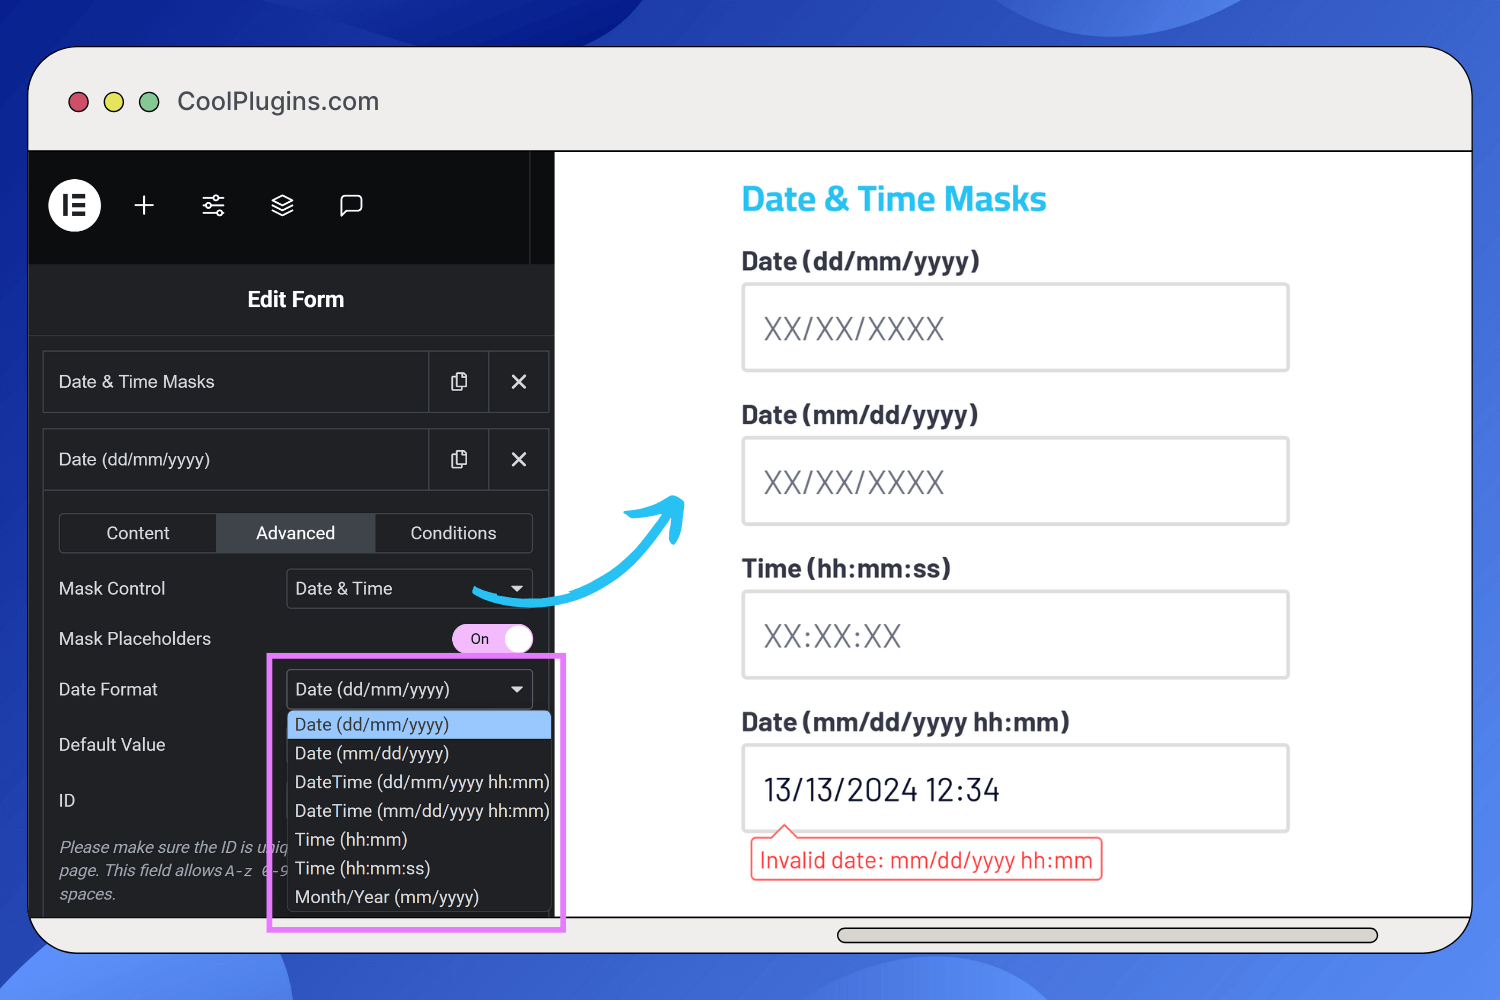 CoolPlugins.com
Edit Form
Date & Time Masks
Date (dd/mm/yyyy)
Content
Advanced
Conditions
Mask Control
Date & Time
Mask Placeholders
On
Date Format
Date (dd/mm/yyyy)
Date (dd/mm/yyyy)
Date (mm/dd/yyyy)
DateTime (dd/mm/yyyy hh:mm)
DateTime (mm/dd/yyyy hh:mm)
Time (hh:mm)
Time (hh:mm:ss)
Month/Year (mm/yyyy)
Default Value
ID
Please make sure the ID is uniq
page. This field allows A-z 0-9
spaces.
Date & Time Masks
Date (dd/mm/yyyy)
XX/XX/XXXX
Date (mm/dd/yyyy)
XX/XX/XXXX
Time (hh:mm:ss)
XX:XX:XX
Date (mm/dd/yyyy hh:mm)
13/13/2024 12:34
Invalid date: mm/dd/yyyy hh:mm